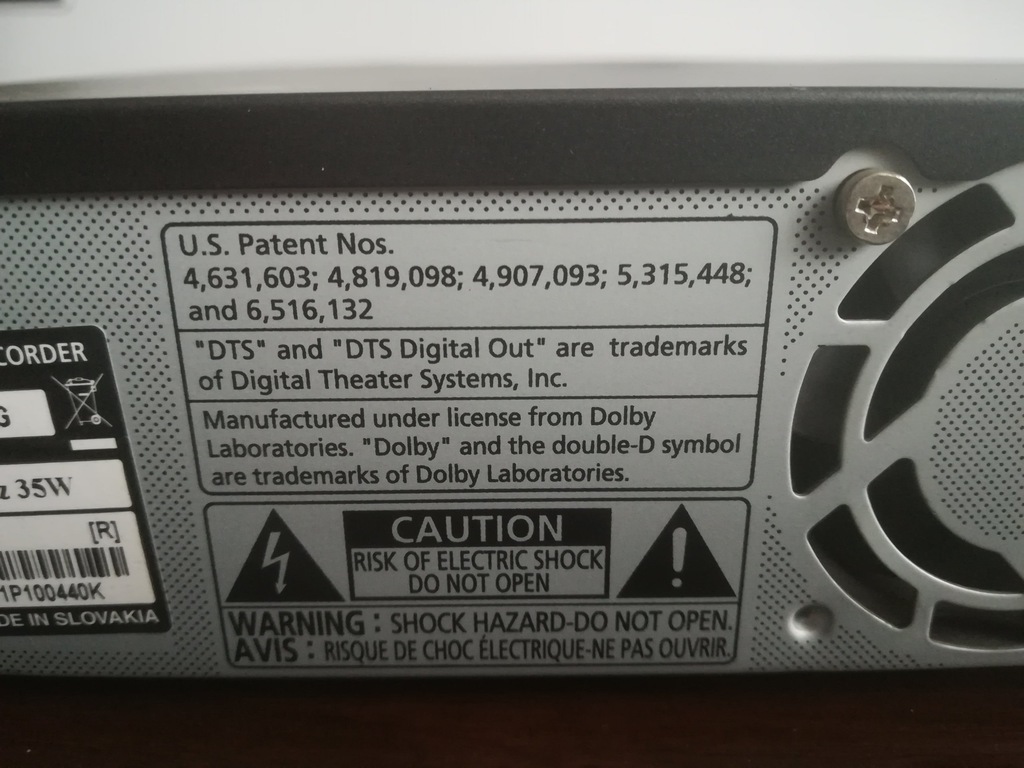 U.S. Patent Nos.
4,631,603; 4,819,098; 4,907,093; 5,315,448;
and 6,516,132
"DTS" and "DTS Digital Out" are trademarks
of Digital Theater Systems, Inc.
Manufactured under license from Dolby
Laboratories. "Dolby" and the double-D symbol
are trademarks of Dolby Laboratories.
CORDER
G
35W
[R]
1P100440K
DE IN SLOVAKIA
CAUTION
RISK OF ELECTRIC SHOCK
DO NOT OPEN
WARNING : SHOCK HAZARD-DO NOT OPEN.
AVIS : RISQUE DE CHOC ÉLECTRIQUE-NE PAS OUVRIR.